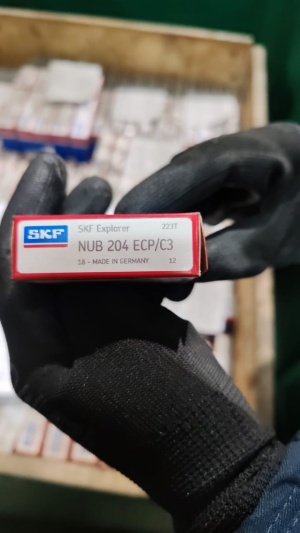 SKF
SKF Explorer 223T
NUB 204 ECP/C3
18 - MADE IN GERMANY 12